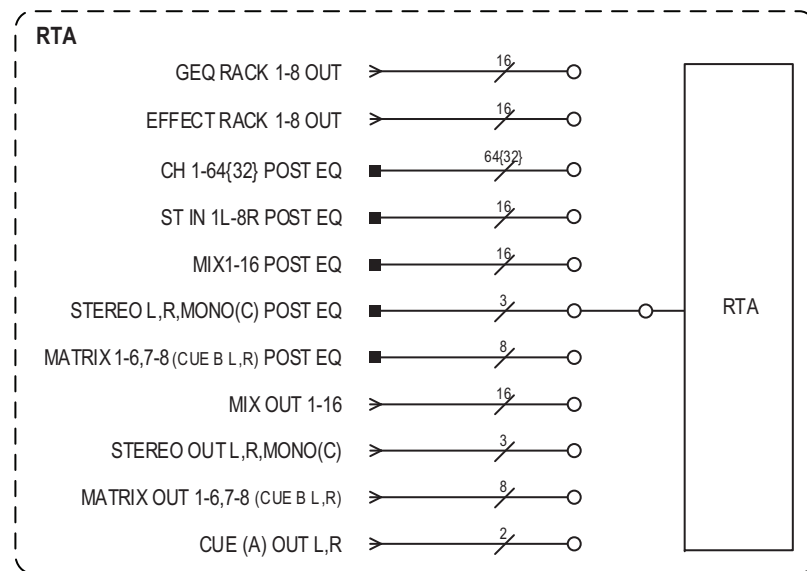 RTA
GEQ RACK 1-8 OUT 16
EFFECT RACK 1-8 OUT 16
CH 1-64{32} POST EQ 64{32}
ST IN 1L-8R POST EQ 16
MIX1-16 POST EQ 16
STEREO L,R,MONO(C) POST EQ 3 RTA
MATRIX 1-6,7-8 (CUE B L,R) POST EQ 8
MIX OUT 1-16 16
STEREO OUT L,R,MONO(C) 3
MATRIX OUT 1-6,7-8 (CUE B L,R) 8
CUE (A) OUT L,R 2